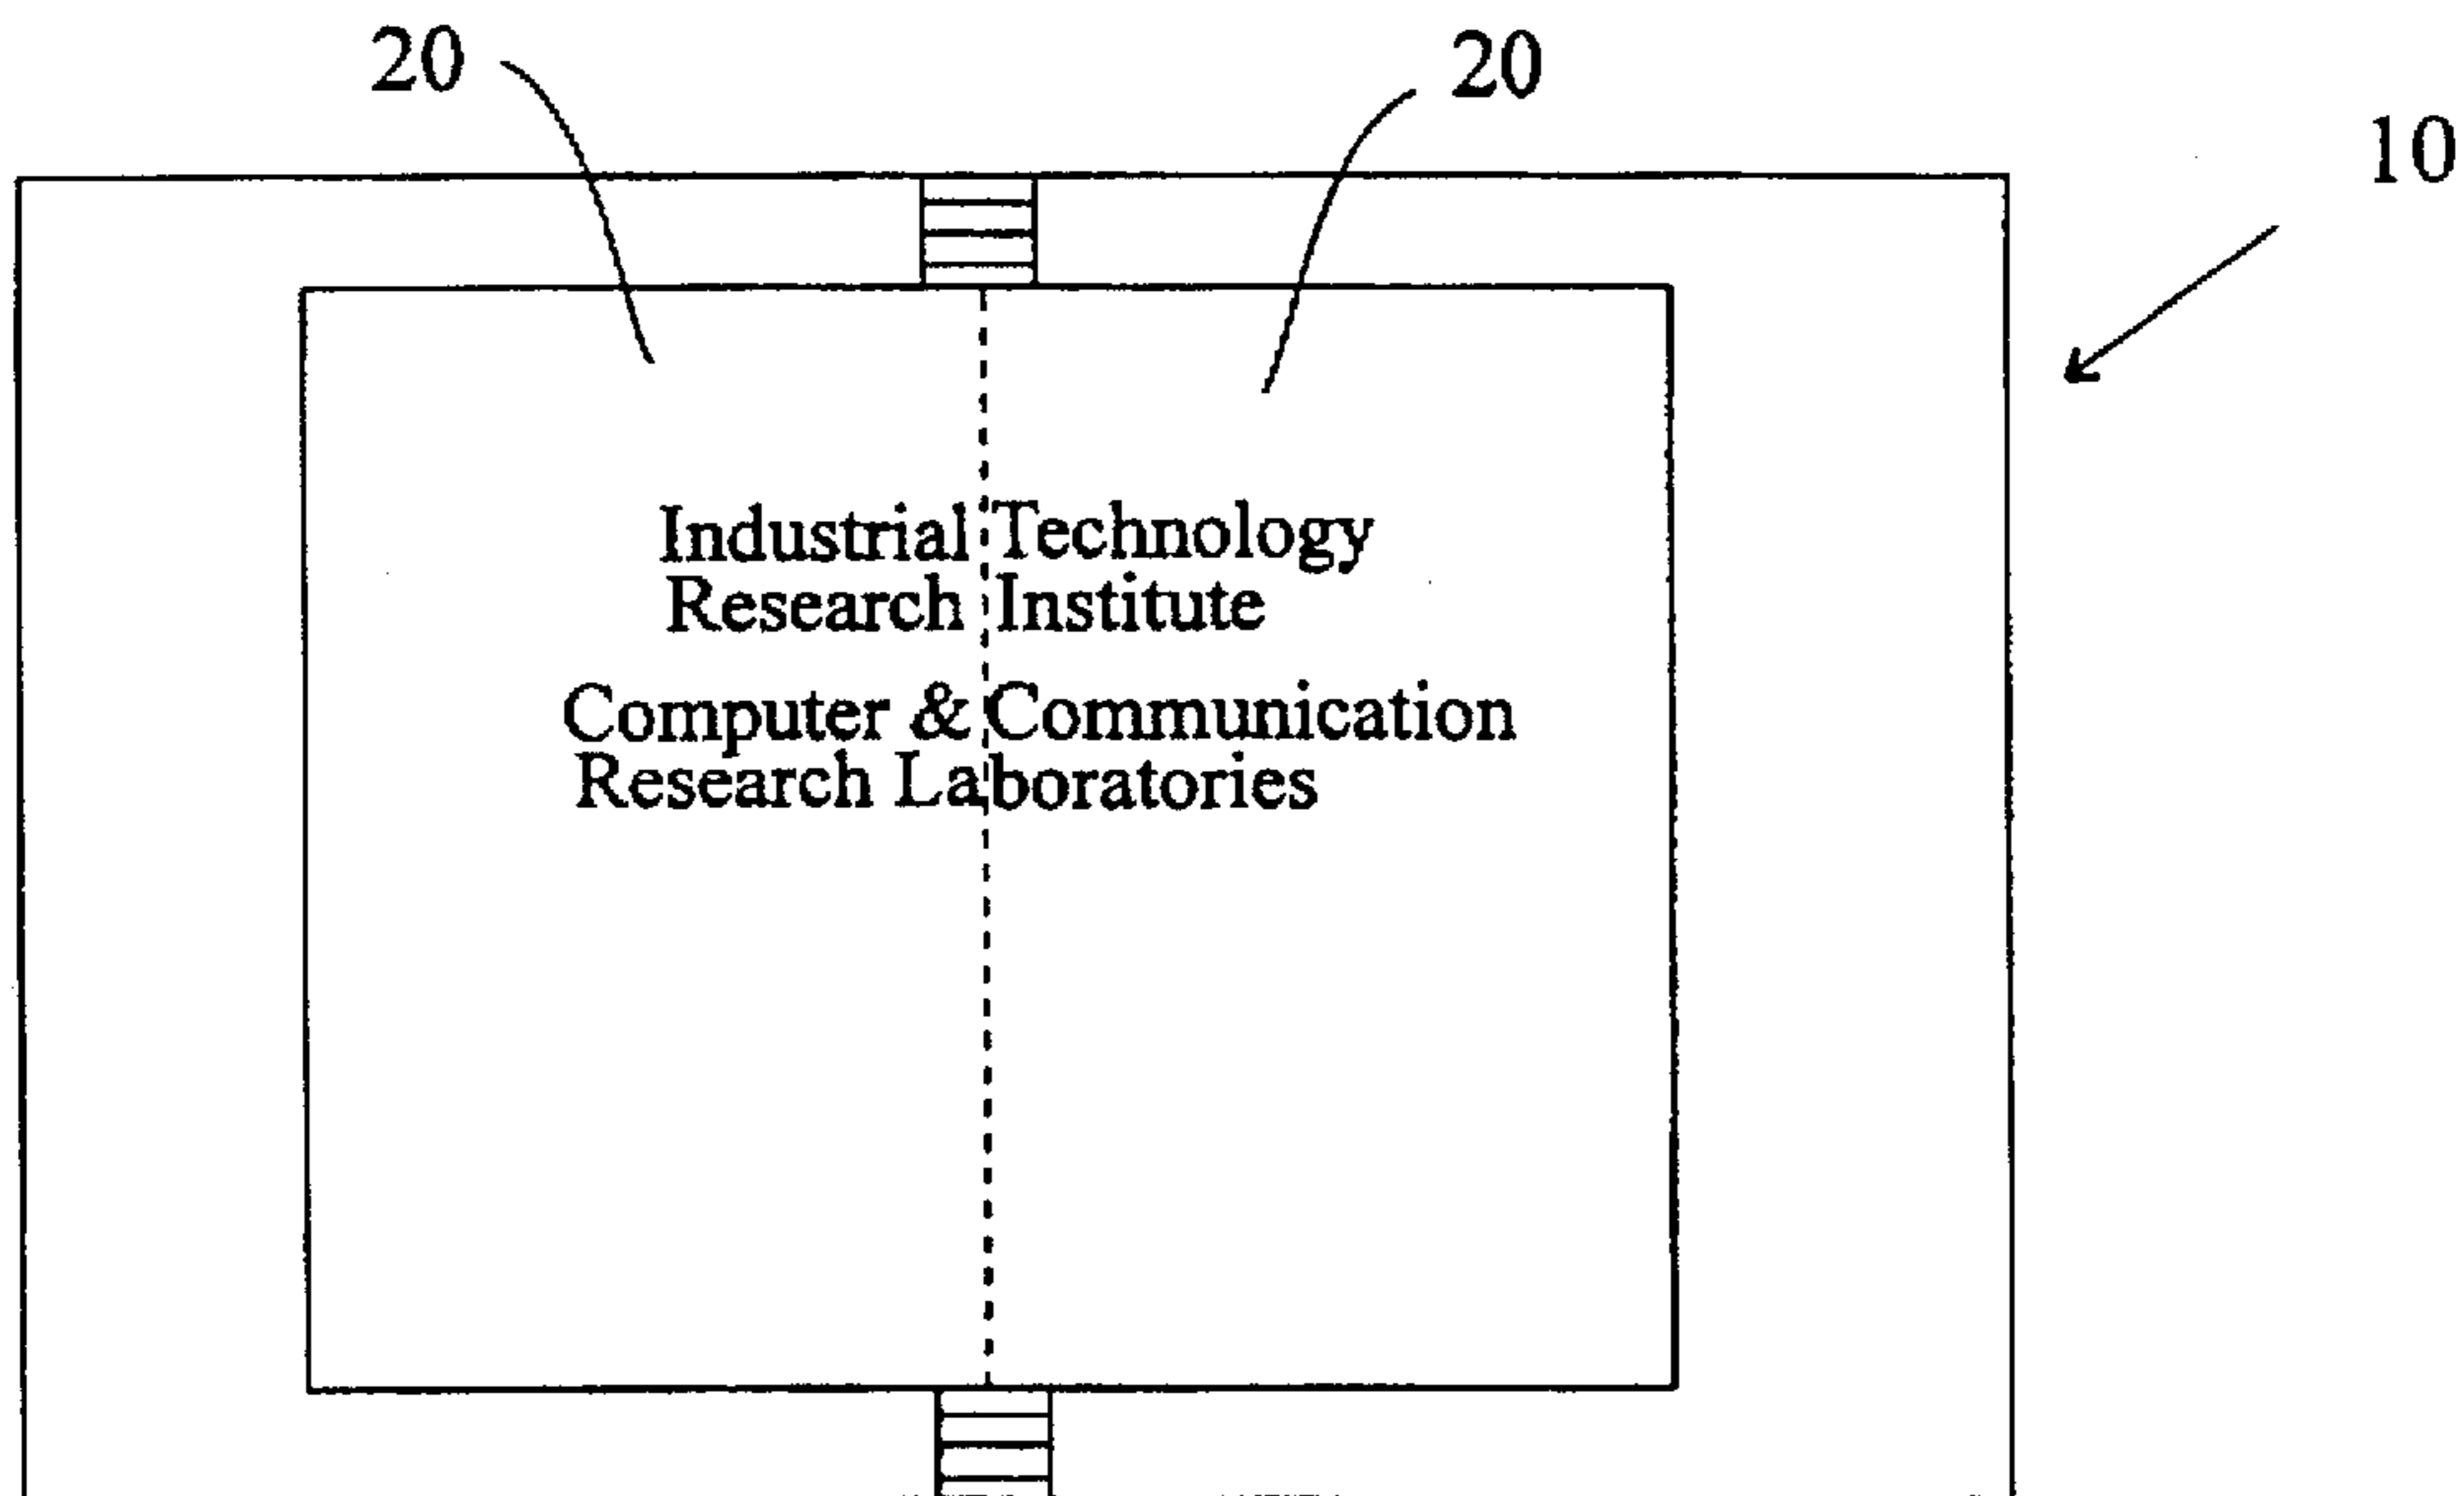 20
20
10
Industrial Technology
Research Institute
Computer & Communication
Research Laboratories